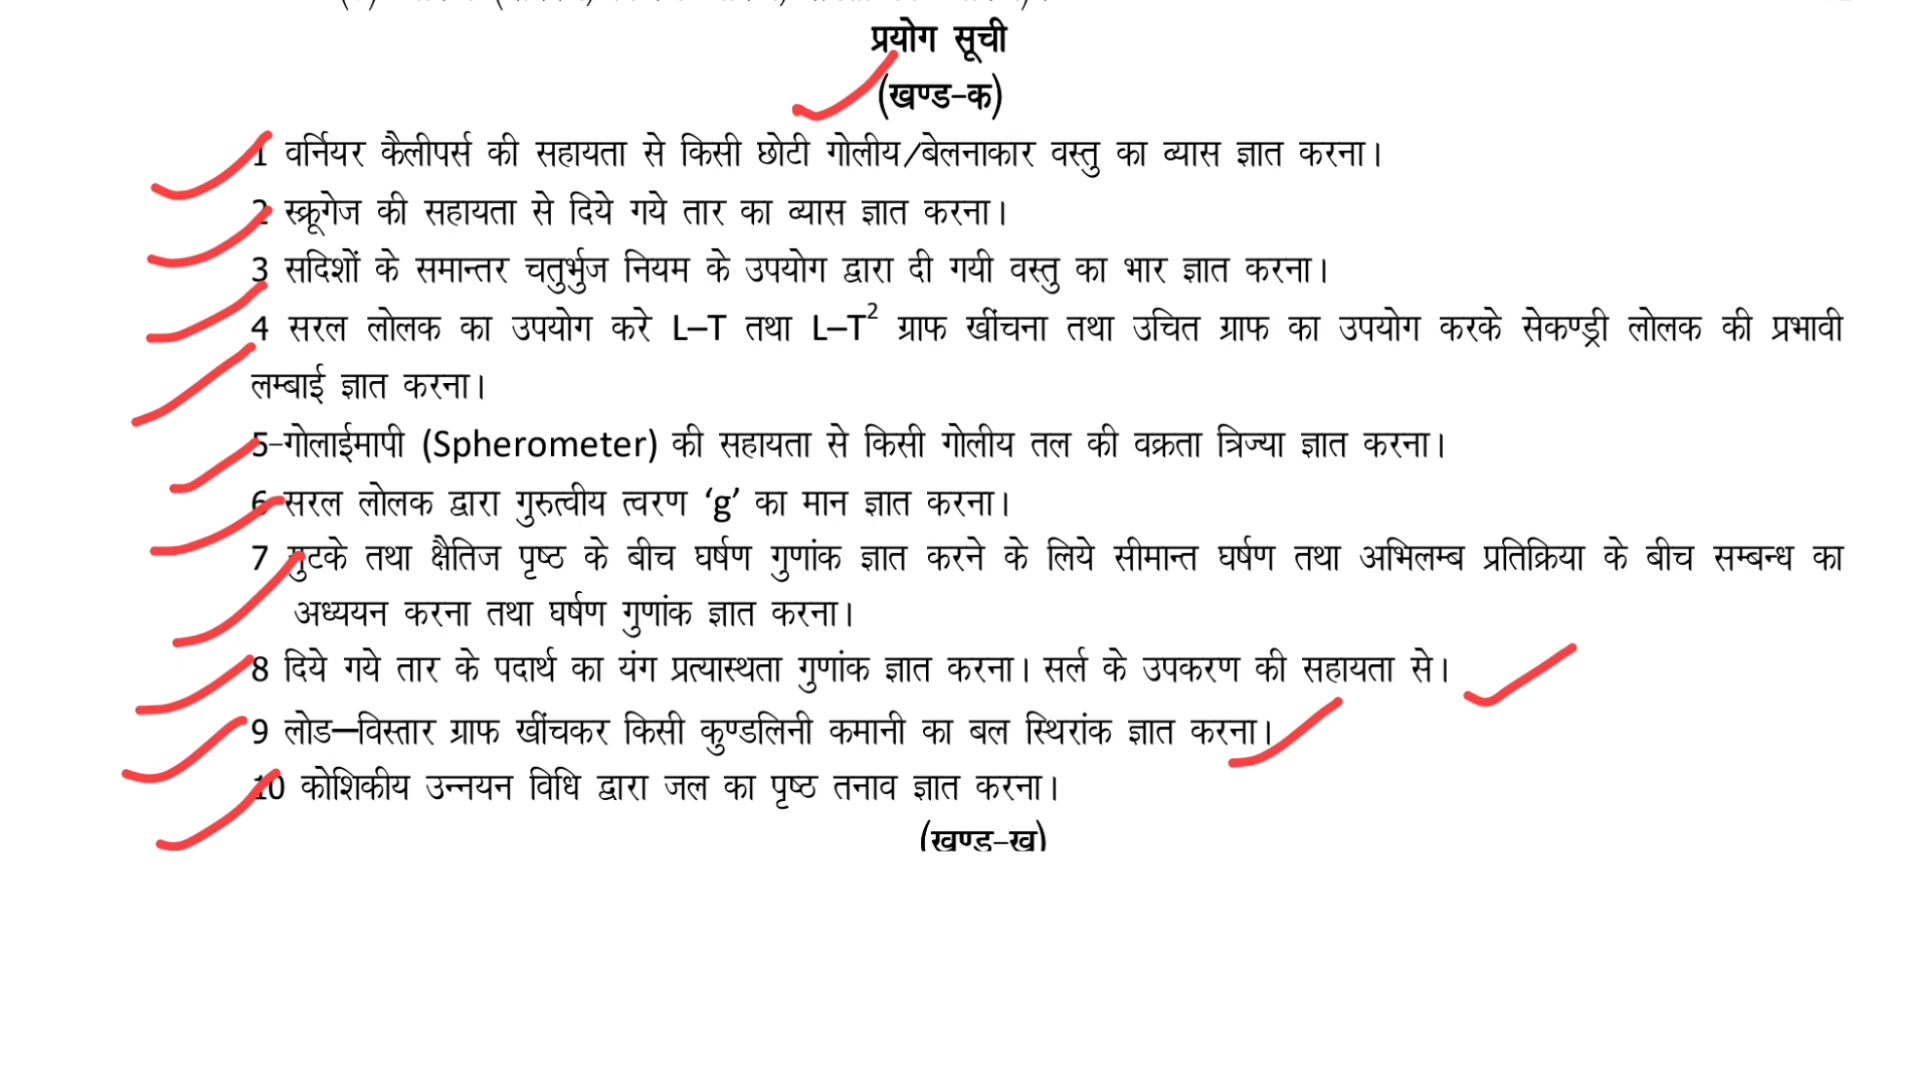 प्रयोग सूची
(खण्ड-क)
1 वर्नियर कैलीपर्स की सहायता से किसी छोटी गोलीय/बेलनाकार वस्तु का व्यास ज्ञात करना।
2 स्क्रूगेज की सहायता से दिये गये तार का व्यास ज्ञात करना।
3 सदिशों के समान्तर चतुर्भुज नियम के उपयोग द्वारा दी गयी वस्तु का भार ज्ञात करना।
4 सरल लोलक का उपयोग करे L–T तथा L–T² ग्राफ खींचना तथा उचित ग्राफ का उपयोग करके सेकण्ड्री लोलक की प्रभावी
लम्बाई ज्ञात करना।
5-गोलाईमापी (Spherometer) की सहायता से किसी गोलीय तल की वक्रता त्रिज्या ज्ञात करना।
6-सरल लोलक द्वारा गुरुत्वीय त्वरण ‘g’ का मान ज्ञात करना।
7 गुटके तथा क्षैतिज पृष्ठ के बीच घर्षण गुणांक ज्ञात करने के लिये सीमान्त घर्षण तथा अभिलम्ब प्रतिक्रिया के बीच सम्बन्ध का
अध्ययन करना तथा घर्षण गुणांक ज्ञात करना।
8 दिये गये तार के पदार्थ का यंग प्रत्यास्थता गुणांक ज्ञात करना। सर्ल के उपकरण की सहायता से।
9 लोड—विस्तार ग्राफ खींचकर किसी कुण्डलिनी कमानी का बल स्थिरांक ज्ञात करना।
10 कोशिकीय उन्नयन विधि द्वारा जल का पृष्ठ तनाव ज्ञात करना।
(खण्ड-ख)